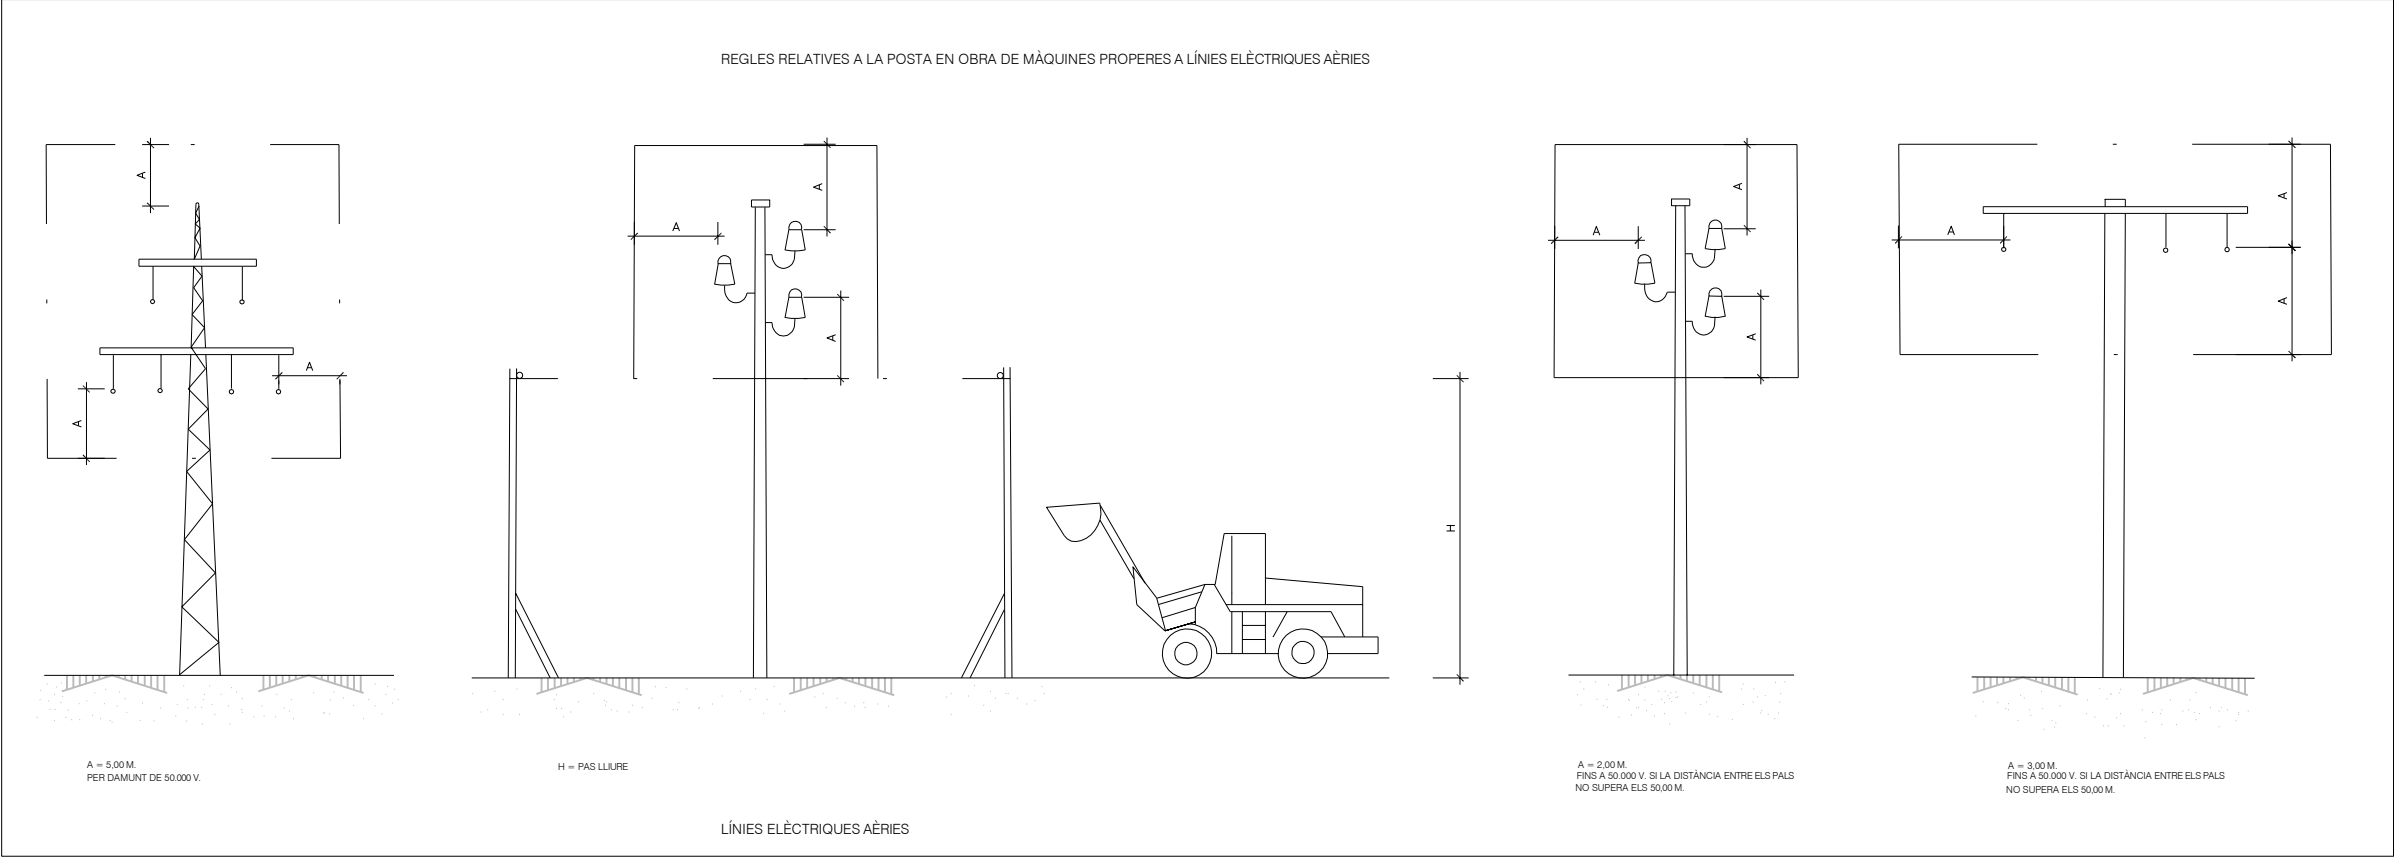 REGLES RELATIVES A LA POSTA EN OBRA DE MÀQUINES PROPERES A LÍNIES ELÈCTRIQUES AÈRIES
A
A
A
A
A
A
H
A
A
A
A
A
A
A = 5,00 M.
PER DAMUNT DE 50.000 V.
H = PAS LLIURE
A = 2,00 M.
FINS A 50.000 V. SI LA DISTÀNCIA ENTRE ELS PALS
NO SUPERA ELS 50,00 M.
A = 3,00 M.
FINS A 50.000 V. SI LA DISTÀNCIA ENTRE ELS PALS
NO SUPERA ELS 50,00 M.
LÍNIES ELÈCTRIQUES AÈRIES